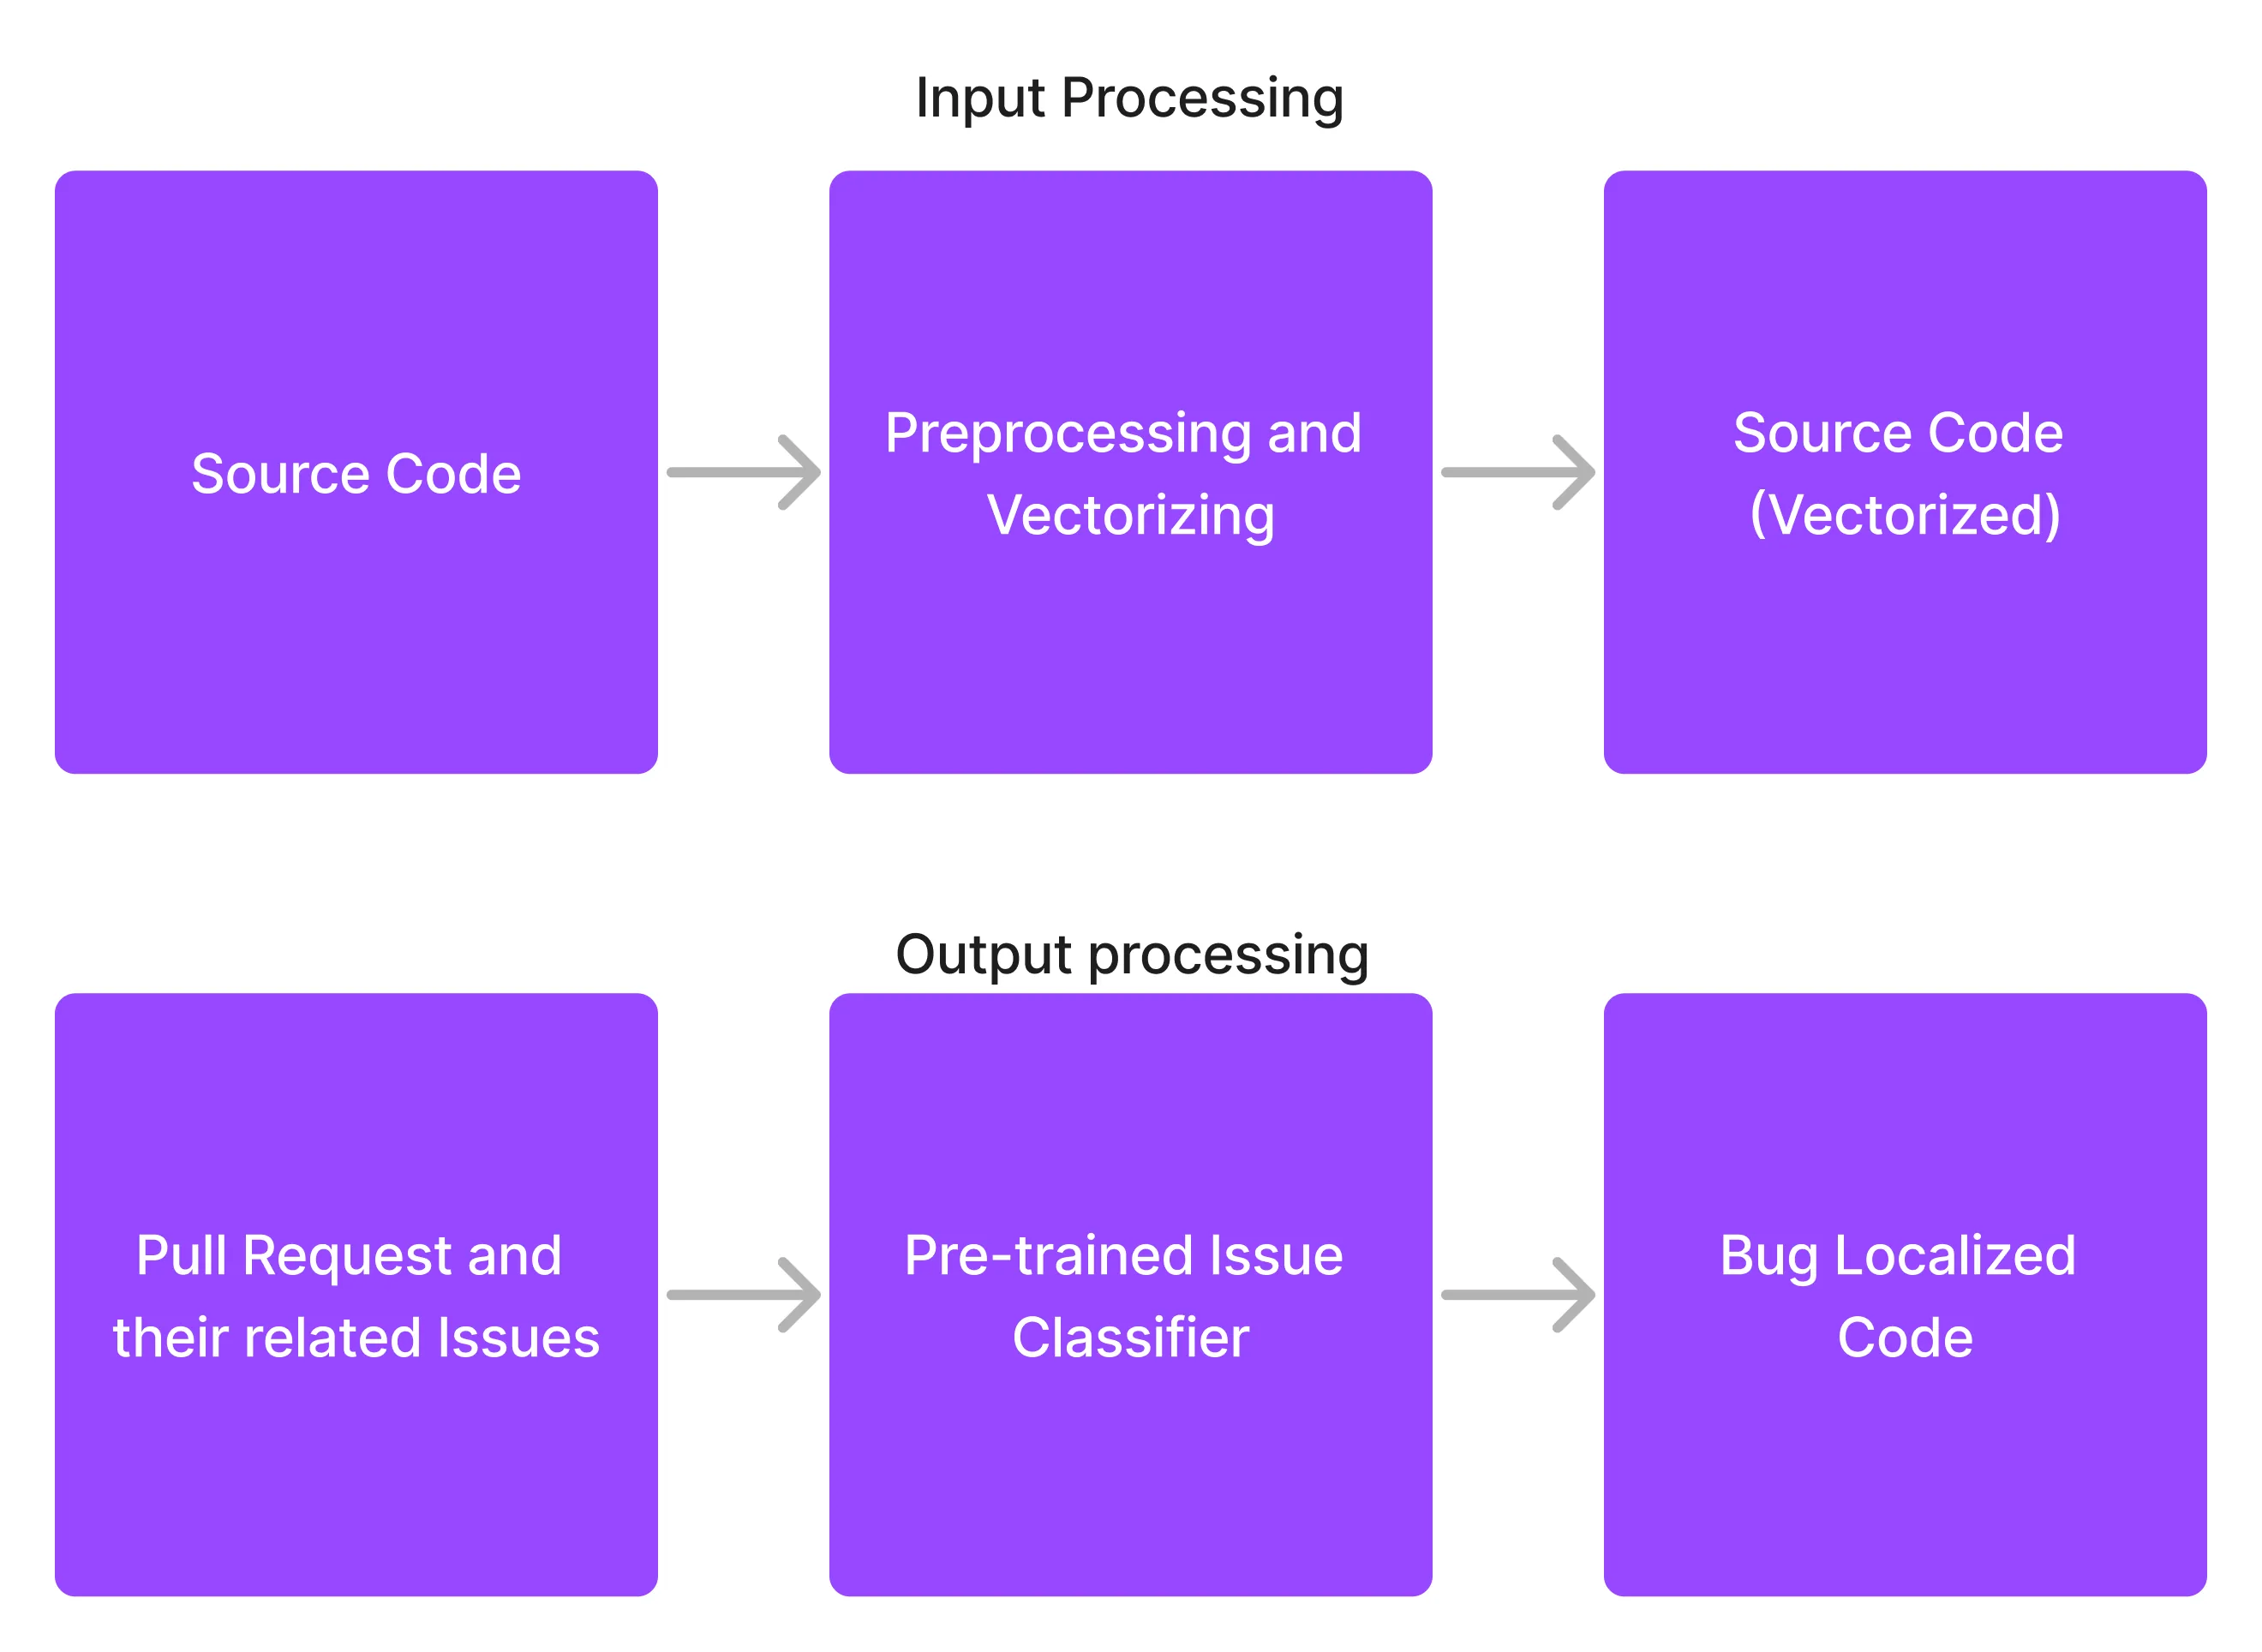 Input Processing
Source Code
Preprocessing and
Vectorizing
Source Code
(Vectorized)
Output processing
Pull Request and
their related Issues
Pre-trained Issue
Classifier
Bug Localized
Code